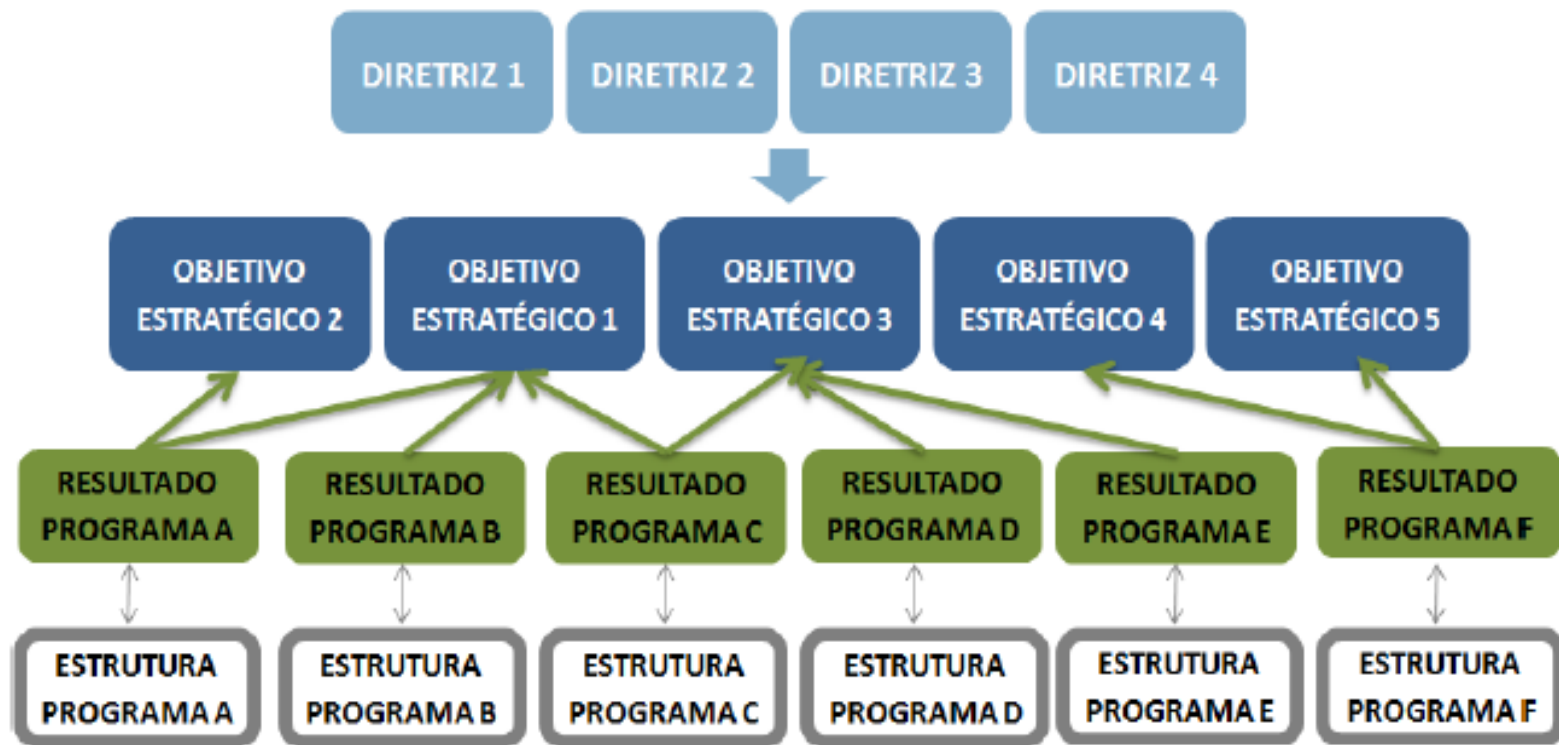 DIRETRIZ 1
DIRETRIZ 2
DIRETRIZ 3
DIRETRIZ 4
OBJETIVO
ESTRATÉGICO 2
OBJETIVO
ESTRATÉGICO 1
OBJETIVO
ESTRATÉGICO 3
OBJETIVO
ESTRATÉGICO 4
OBJETIVO
ESTRATÉGICO 5
RESULTADO
PROGRAMA A
RESULTADO
PROGRAMA B
RESULTADO
PROGRAMA C
RESULTADO
PROGRAMA D
RESULTADO
PROGRAMA E
RESULTADO
PROGRAMA F
ESTRUTURA
PROGRAMA A
ESTRUTURA
PROGRAMA B
ESTRUTURA
PROGRAMA C
ESTRUTURA
PROGRAMA D
ESTRUTURA
PROGRAMA E
ESTRUTURA
PROGRAMA F